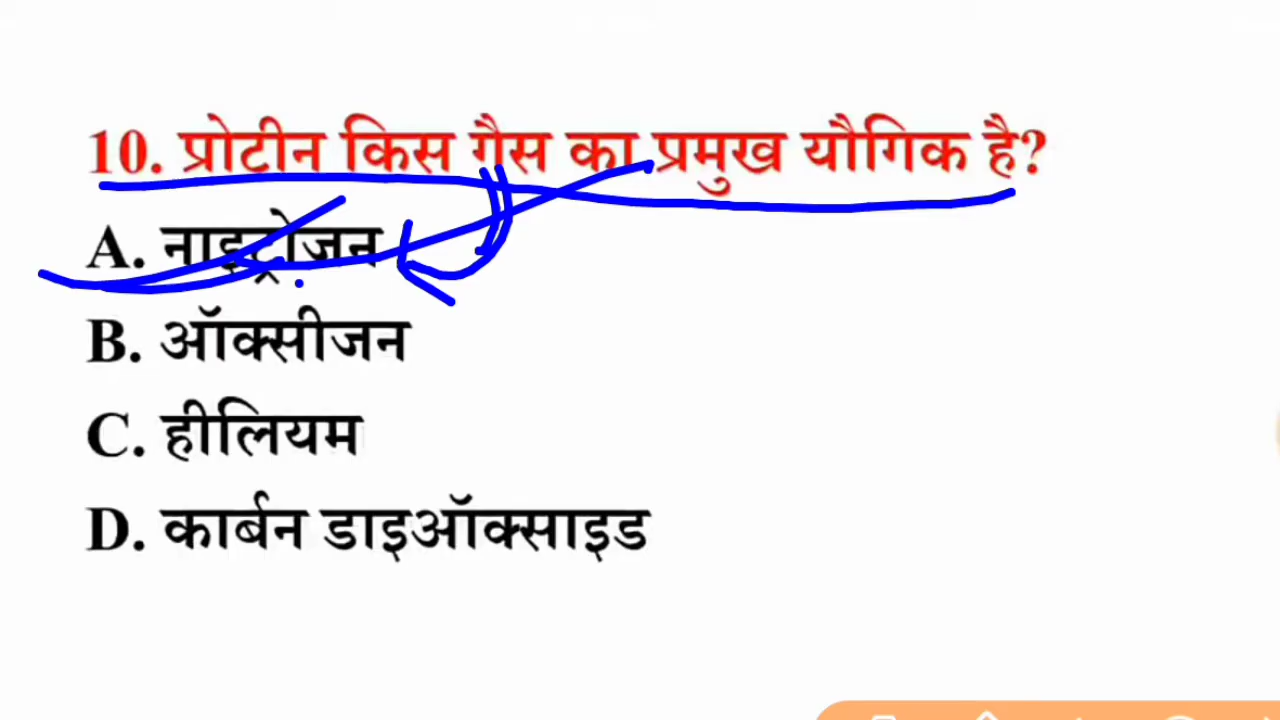 10. प्रोटीन किस गैस का प्रमुख यौगिक है?
A. नाइट्रोजन
B. ऑक्सीजन
C. हीलियम
D. कार्बन डाइऑक्साइड